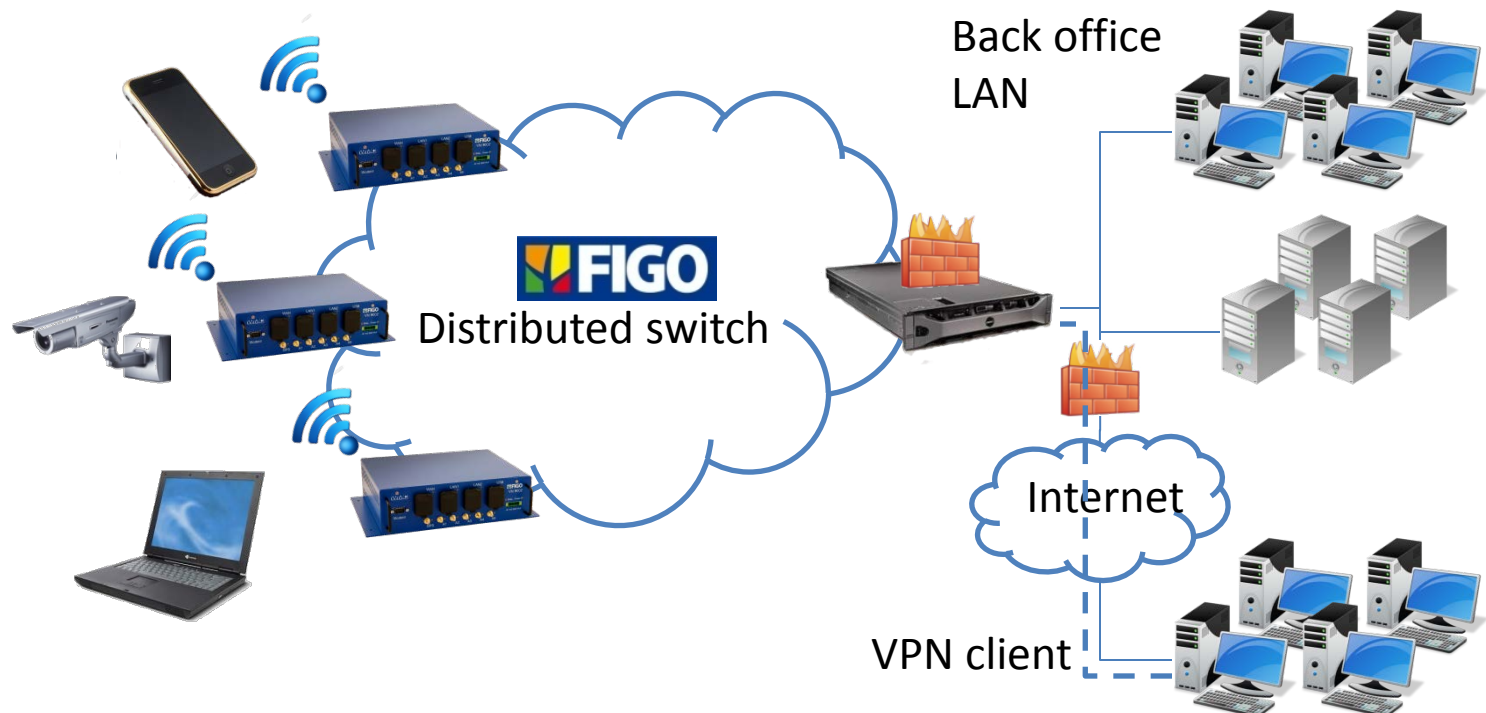 Back office
LAN
FIGO
Distributed switch
Internet
VPN client